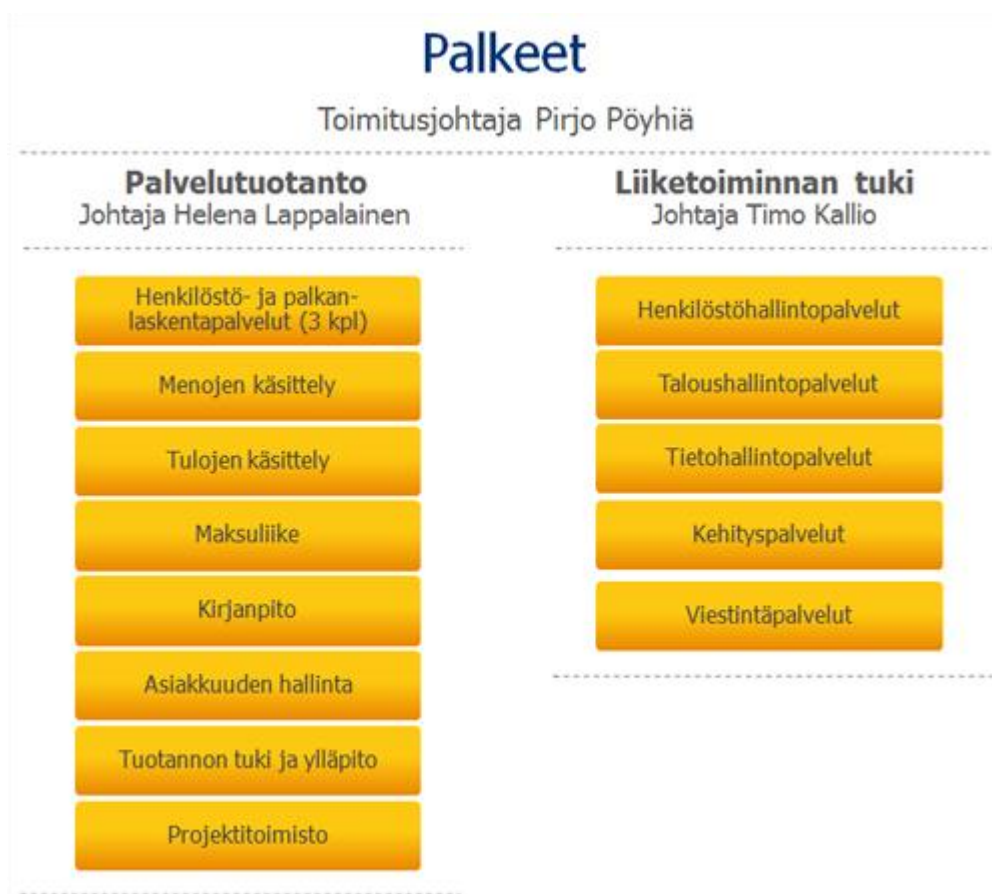 Palkeet
Toimitusjohtaja Pirjo Pöyhiä
Palvelutuotanto
Johtaja Helena Lappalainen
Henkilöstö- ja palkan-
laskentapalvelut (3 kpl)
Menojen käsittely
Tulojen käsittely
Maksuliike
Kirjanpito
Asiakkuuden hallinta
Tuotannon tuki ja ylläpito
Projektitoimisto
Liiketoiminnan tuki
Johtaja Timo Kallio
Henkilöstöhallintopalvelut
Taloushallintopalvelut
Tietohallintopalvelut
Kehityspalvelut
Viestintäpalvelut